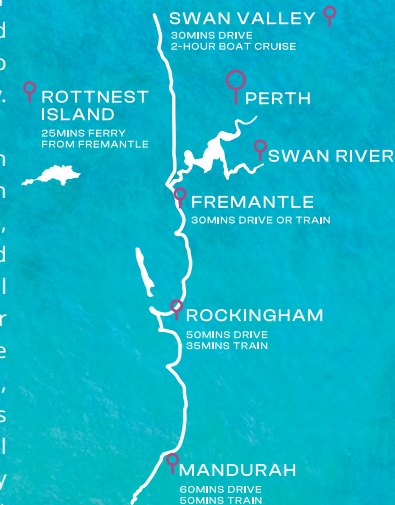 SWAN VALLEY
30MINS DRIVE
2-HOUR BOAT CRUISE
PERTH
ROTTNEST
ISLAND
25MINS FERRY
FROM FREMANTLE
SWAN RIVER
FREMANTLE
30MINS DRIVE OR TRAIN
ROCKINGHAM
50MINS DRIVE
35MINS TRAIN
MANDURAH
60MINS DRIVE
50MINS TRAIN